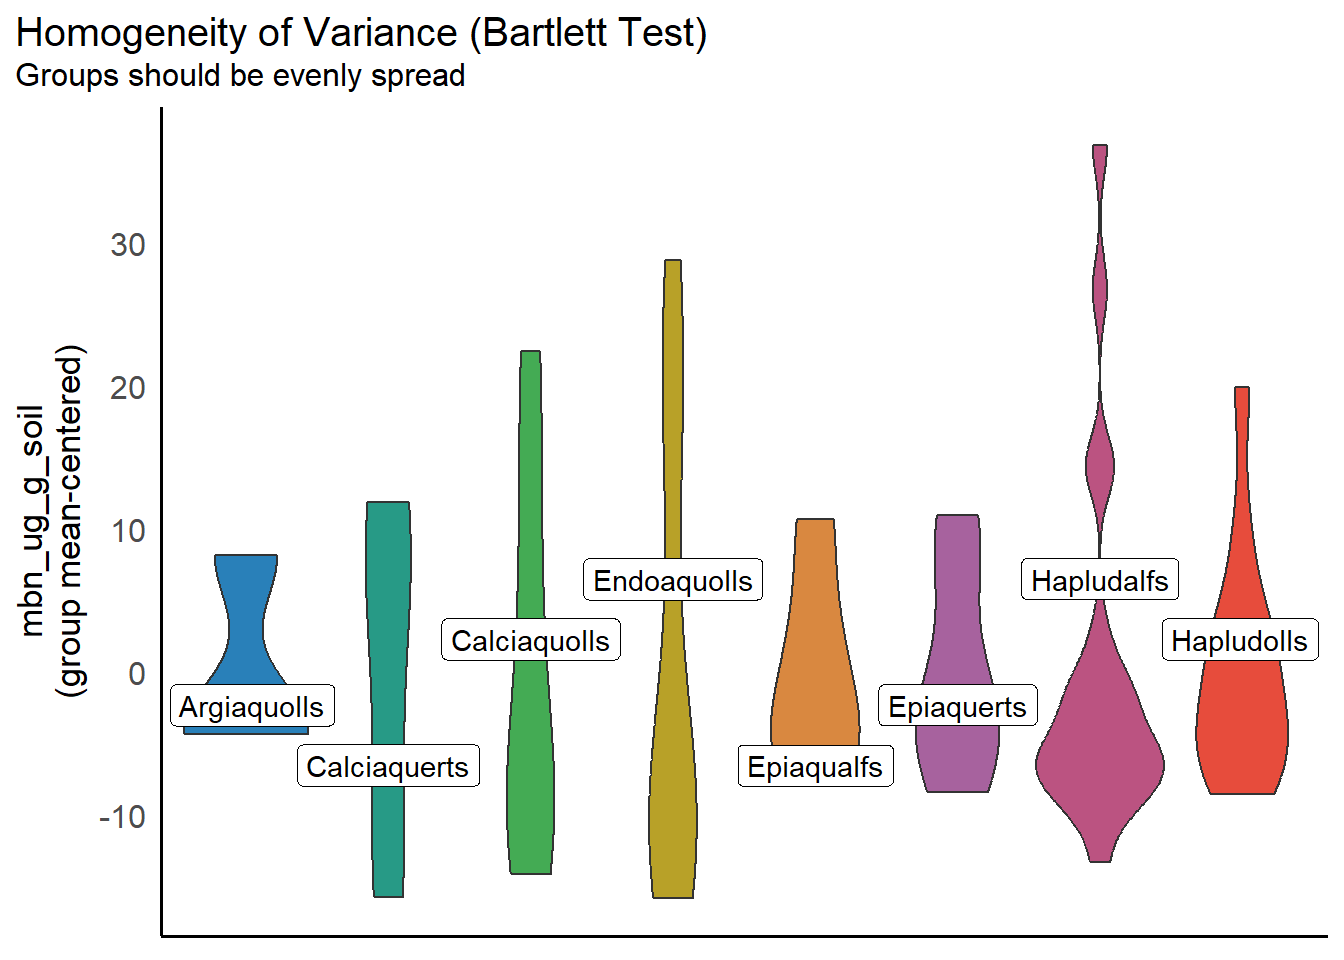 Homogeneity of Variance (Bartlett Test)
Groups should be evenly spread
mbn_ug_g_soil
(group mean-centered)
30
20
10
0
-10
Argiaquolls
Calciaquerts
Calciaquolls
Endoaquolls
Epiaqualfs
Epiaquerts
Hapludalfs
Hapludolls